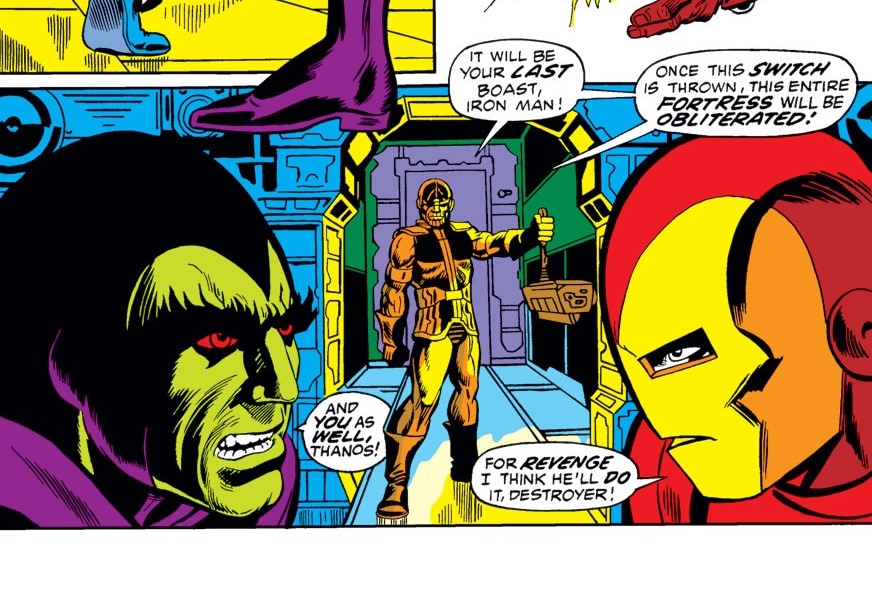 IT WILL BE
YOUR LAST
BOAST,
IRON MAN!
ONCE THIS SWITCH
IS THROWN, THIS ENTIRE
FORTRESS WILL BE
OBLITERATED!
AND
YOU AS
WELL,
THANOS!
FOR REVENGE
I THINK HE'LL DO
IT, DESTROYER!